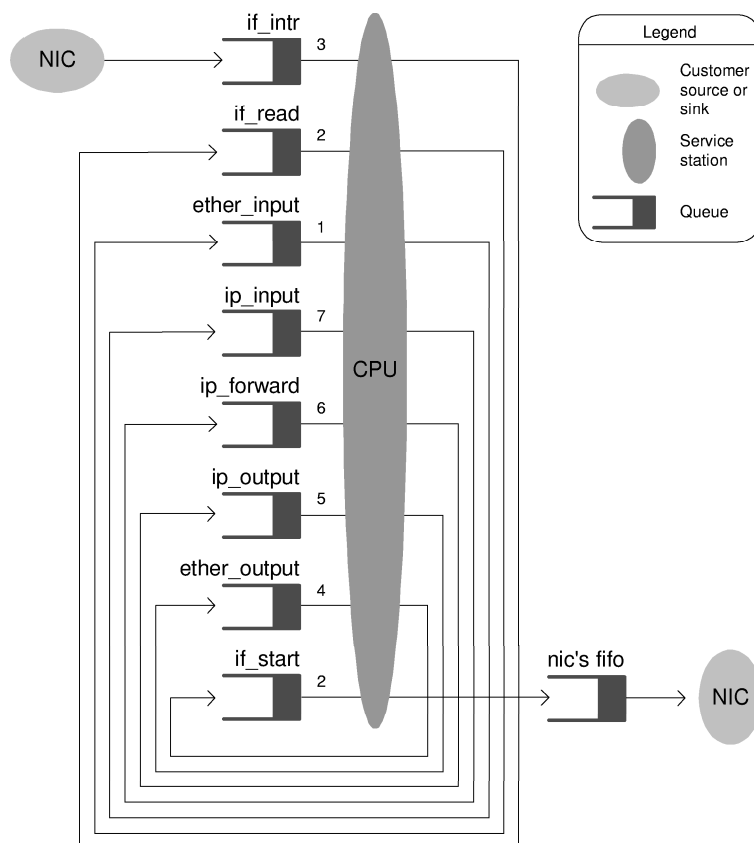 if_intr
NIC
3
if_read
2
ether_input
1
ip_input
7
CPU
ip_forward
6
ip_output
5
ether_output
4
if_start
2
nic's fifo
NIC
Legend
Customer
source or
sink
Service
station
Queue